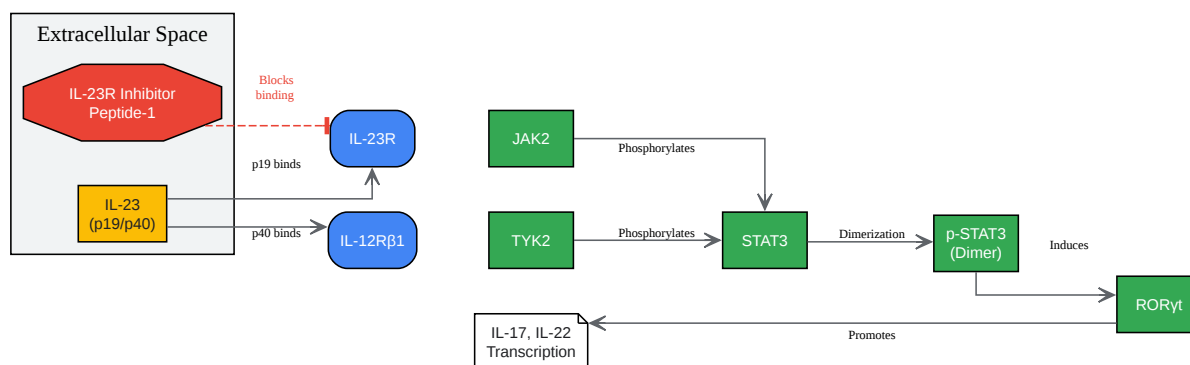 Extracellular Space
IL-23R Inhibitor
Peptide-1
Blocks
binding
IL-23R
JAK2
Phosphorylates
p19 binds
IL-23
(p19/p40)
p40 binds
IL-12Rβ1
TYK2
Phosphorylates
STAT3
Dimerization
p-STAT3
(Dimer)
Induces
RORγt
IL-17, IL-22
Transcription
Promotes